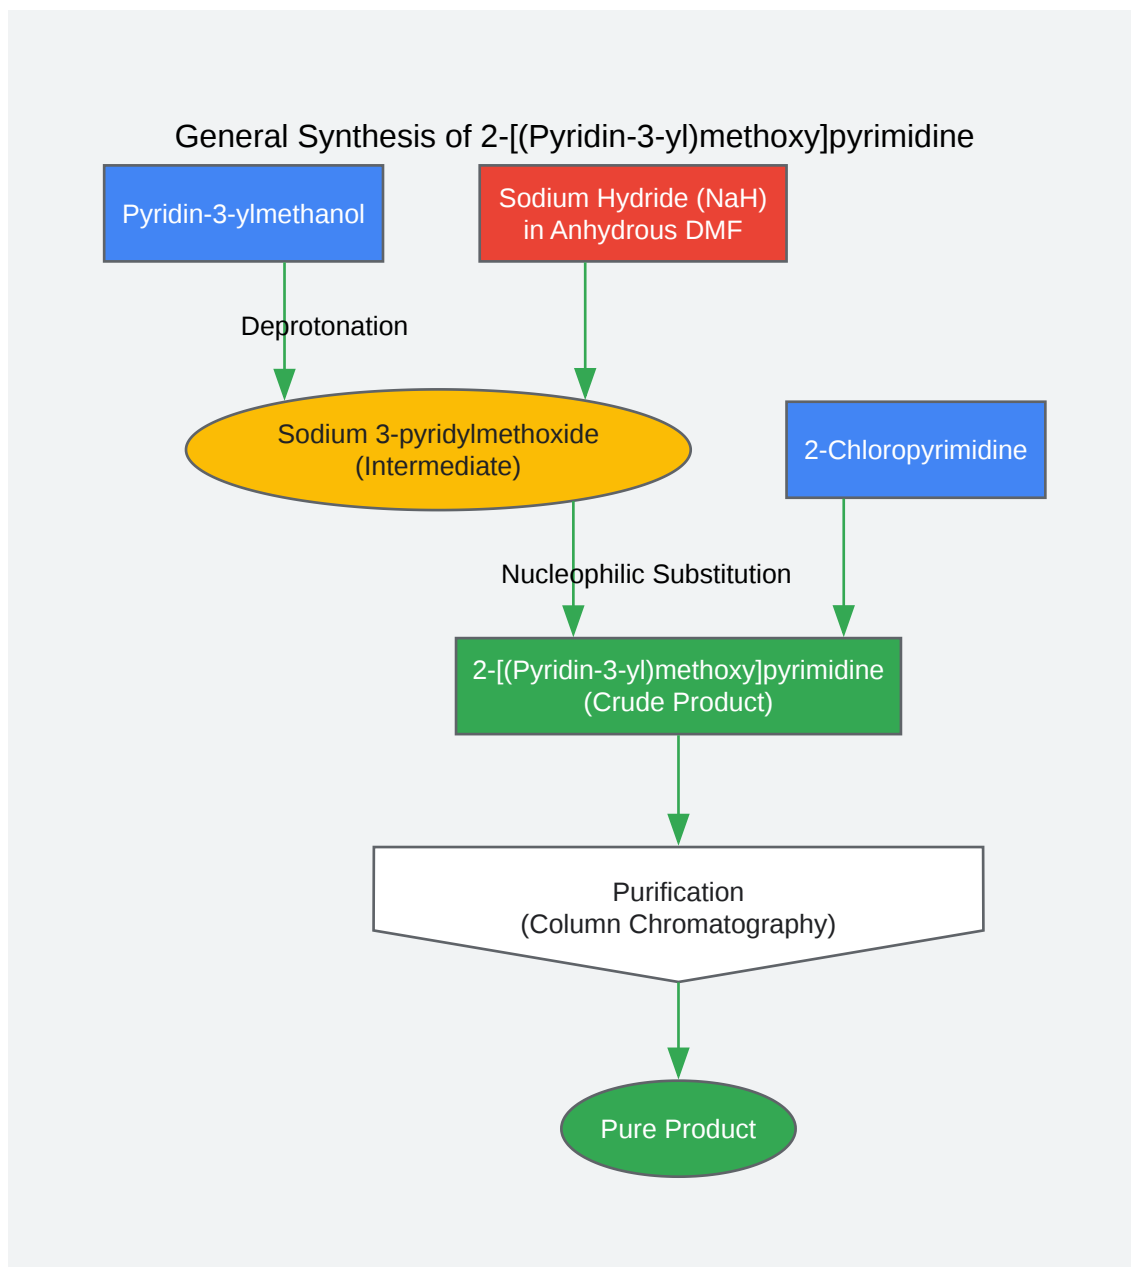 General Synthesis of 2-[(Pyridin-3-yl)methoxy]pyrimidine
Pyridin-3-ylmethanol
Sodium Hydride (NaH)
in Anhydrous DMF
Deprotonation
Sodium 3-pyridylmethoxide
(Intermediate)
2-Chloropyrimidine
Nucleophilic Substitution
2-[(Pyridin-3-yl)methoxy]pyrimidine
(Crude Product)
Purification
(Column Chromatography)
Pure Product